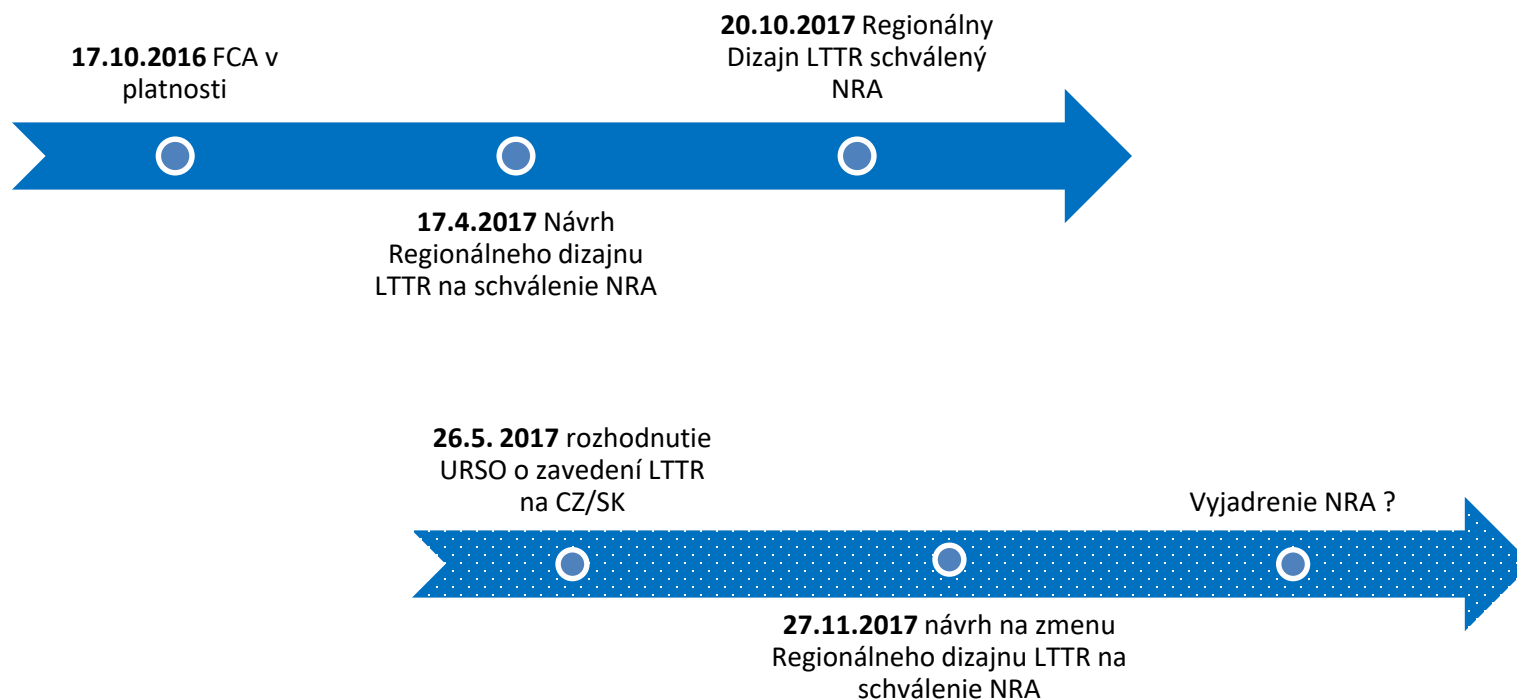 17.10.2016 FCA v
platnosti
20.10.2017 Regionálny
Dizajn LTTR schválený
NRA
17.4.2017 Návrh
Regionálneho dizajnu
LTTR na schválenie NRA
26.5. 2017 rozhodnutie
URSO o zavedení LTTR
na CZ/SK
Vyjadrenie NRA ?
27.11.2017 návrh na zmenu
Regionálneho dizajnu LTTR na
schválenie NRA